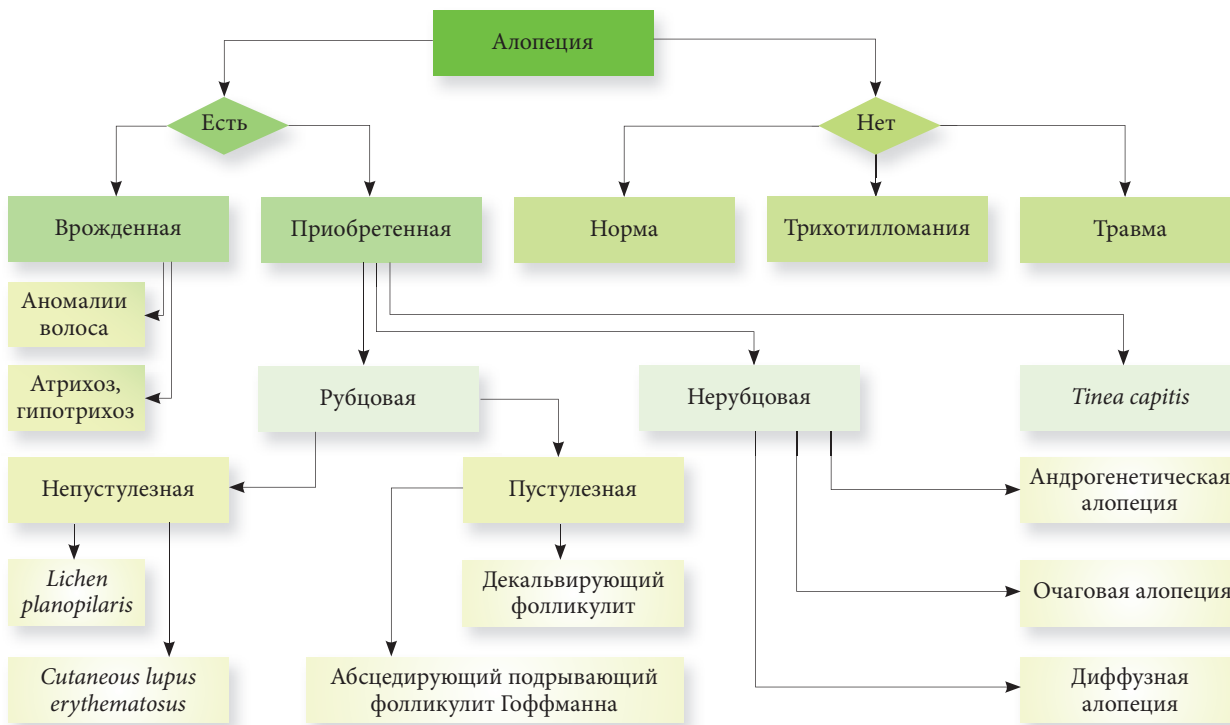 Алопеция
Есть
Нет
Врожденная
Приобретенная
Норма
Трихотилломания
Травма
Аномалии
волоса
Атрихоз,
гипотрихоз
Рубцовая
Нерубцовая
Tinea capitis
Непустулезная
Пустулезная
Андрогенетическая
алопеция
Lichen
planopilaris
Декальвирующий
фолликулит
Очаговая алопеция
Cutaneous lupus
erythematosus
Абсцедирующий подрывающий
фолликулит Гоффманна
Диффузная
алопеция